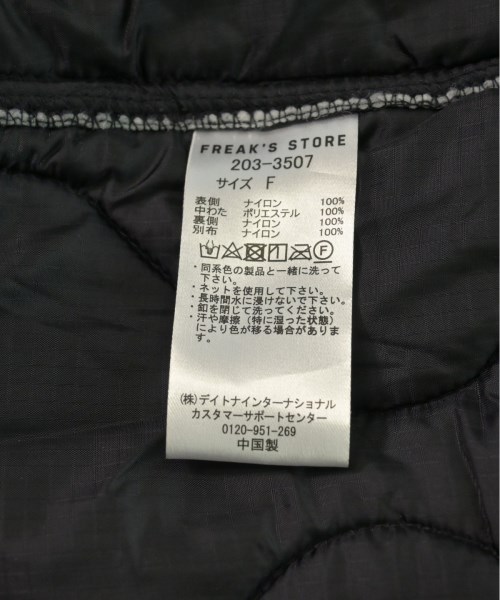 FREAK'S STORE
203-3507
サイズ F
表側 ナイロン 100%
中わた ポリエステル 100%
裏側 ナイロン 100%
別布 ナイロン 100%
・同系色の製品と一緒に洗って
下さい。
・ネットを使用して下さい。
・長時間水に浸けないで下さい。
・釦を閉じて洗ってください。
・汗や摩擦（特に湿った状態）
により色が移る場合がありま
す。
(株)デイトナインターナショナル
カスタマーサポートセンター
0120-951-269
中国製